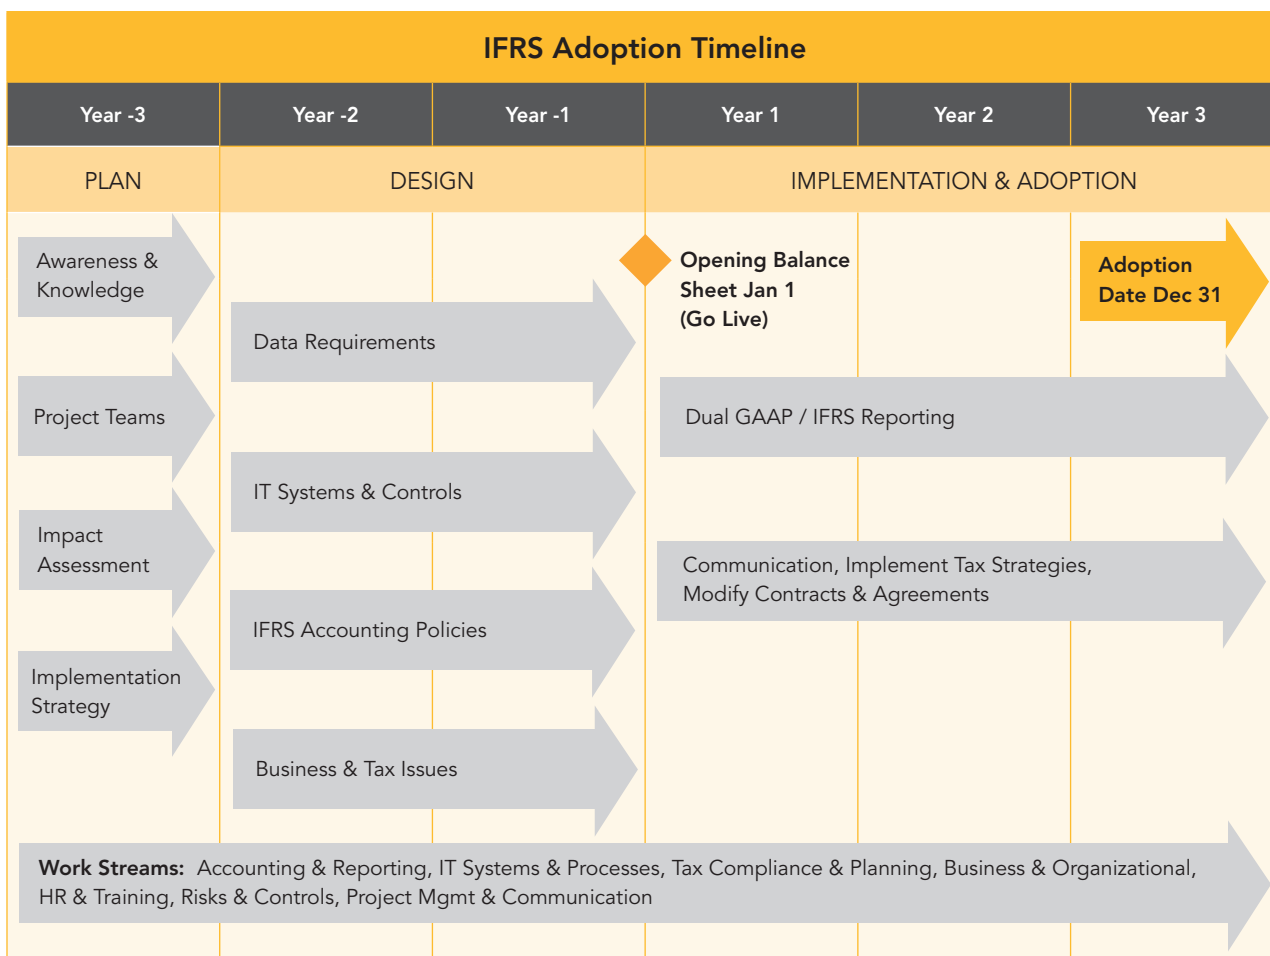 IFRS Adoption Timeline
Year -3
Year -2
Year -1
Year 1
Year 2
Year 3
PLAN
DESIGN
IMPLEMENTATION & ADOPTION
Awareness &
Knowledge
Project Teams
Impact
Assessment
Implementation
Strategy
Data Requirements
IT Systems & Controls
IFRS Accounting Policies
Business & Tax Issues
Opening Balance
Sheet Jan 1
(Go Live)
Adoption
Date Dec 31
Dual GAAP / IFRS Reporting
Communication, Implement Tax Strategies,
Modify Contracts & Agreements
Work Streams: Accounting & Reporting, IT Systems & Processes, Tax Compliance & Planning, Business & Organizational,
HR & Training, Risks & Controls, Project Mgmt & Communication